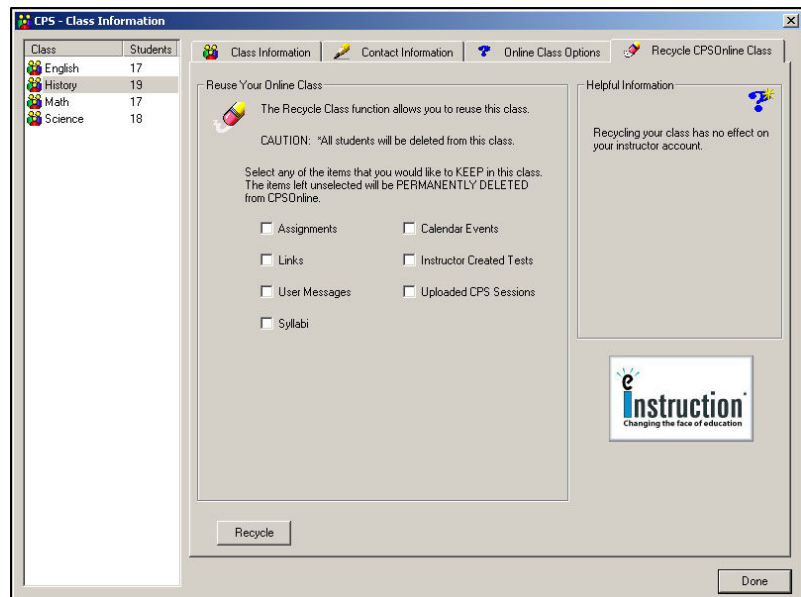 CPS - Class Information
Class Students
English 17
History 19
Math 17
Science 18
Class Information
Contact Information
Online Class Options
Recycle CPSOnline Class
Reuse Your Online Class
The Recycle Class function allows you to reuse this class.
CAUTION: *All students will be deleted from this class.
Select any of the items that you would like to KEEP in this class.
The items left unselected will be PERMANENTLY DELETED
from CPSOnline.
Assignments
Calendar Events
Links
Instructor Created Tests
User Messages
Uploaded CPS Sessions
Syllabi
Recycle
Helpful Information
Recycling your class has no effect on
your instructor account.
eInstruction
Changing the face of education
Done